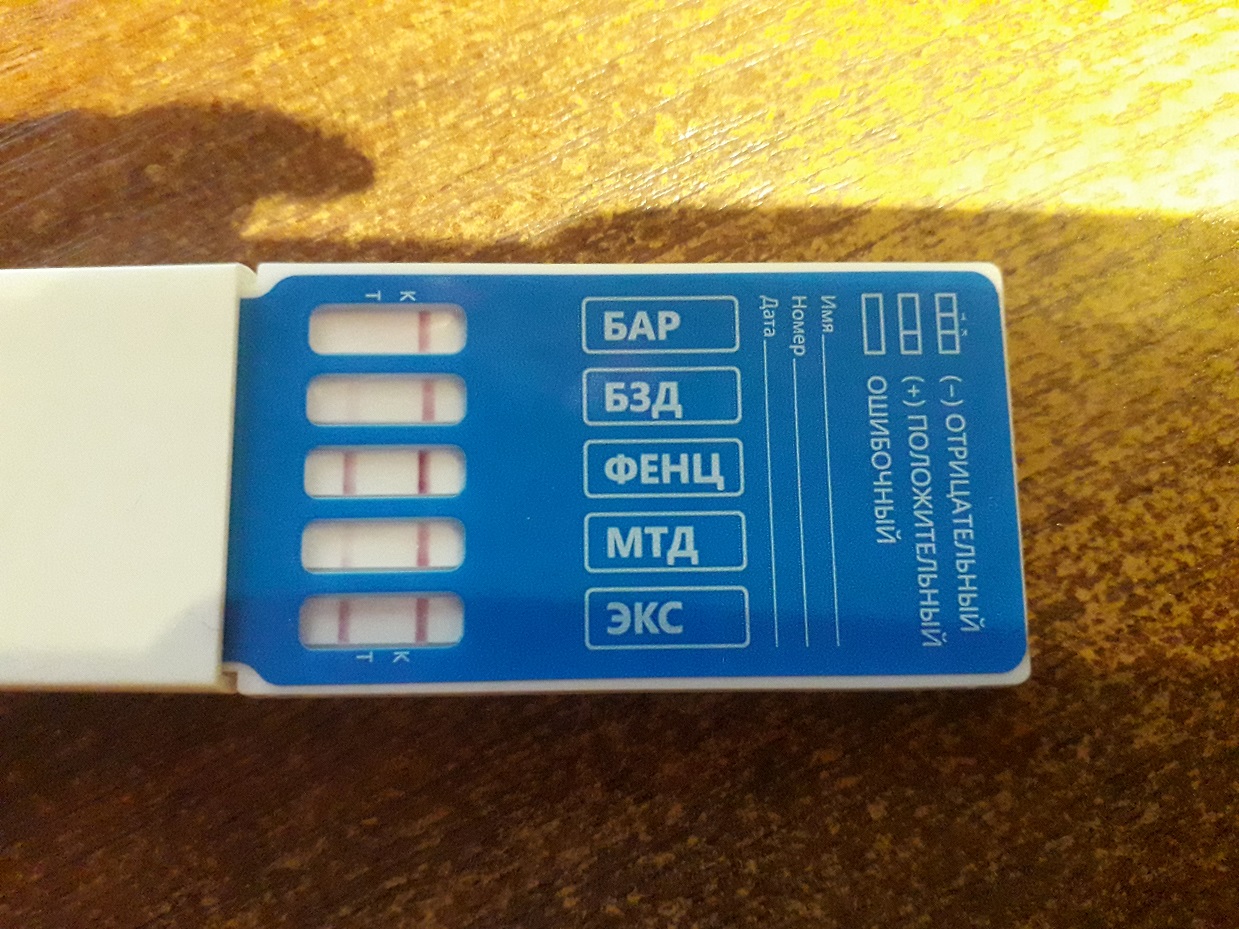 К
Т
БАР
БЗД
ФЕНЦ
МТД
ЭКС
К
Т
Имя
Номер
Дата
(−) ОТРИЦАТЕЛЬНЫЙ
(+) ПОЛОЖИТЕЛЬНЫЙ
ОШИБОЧНЫЙ